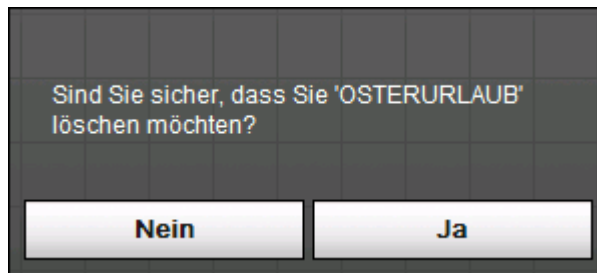 Sind Sie sicher, dass Sie 'OSTERURLAUB'
löschen möchten?
Nein
Ja